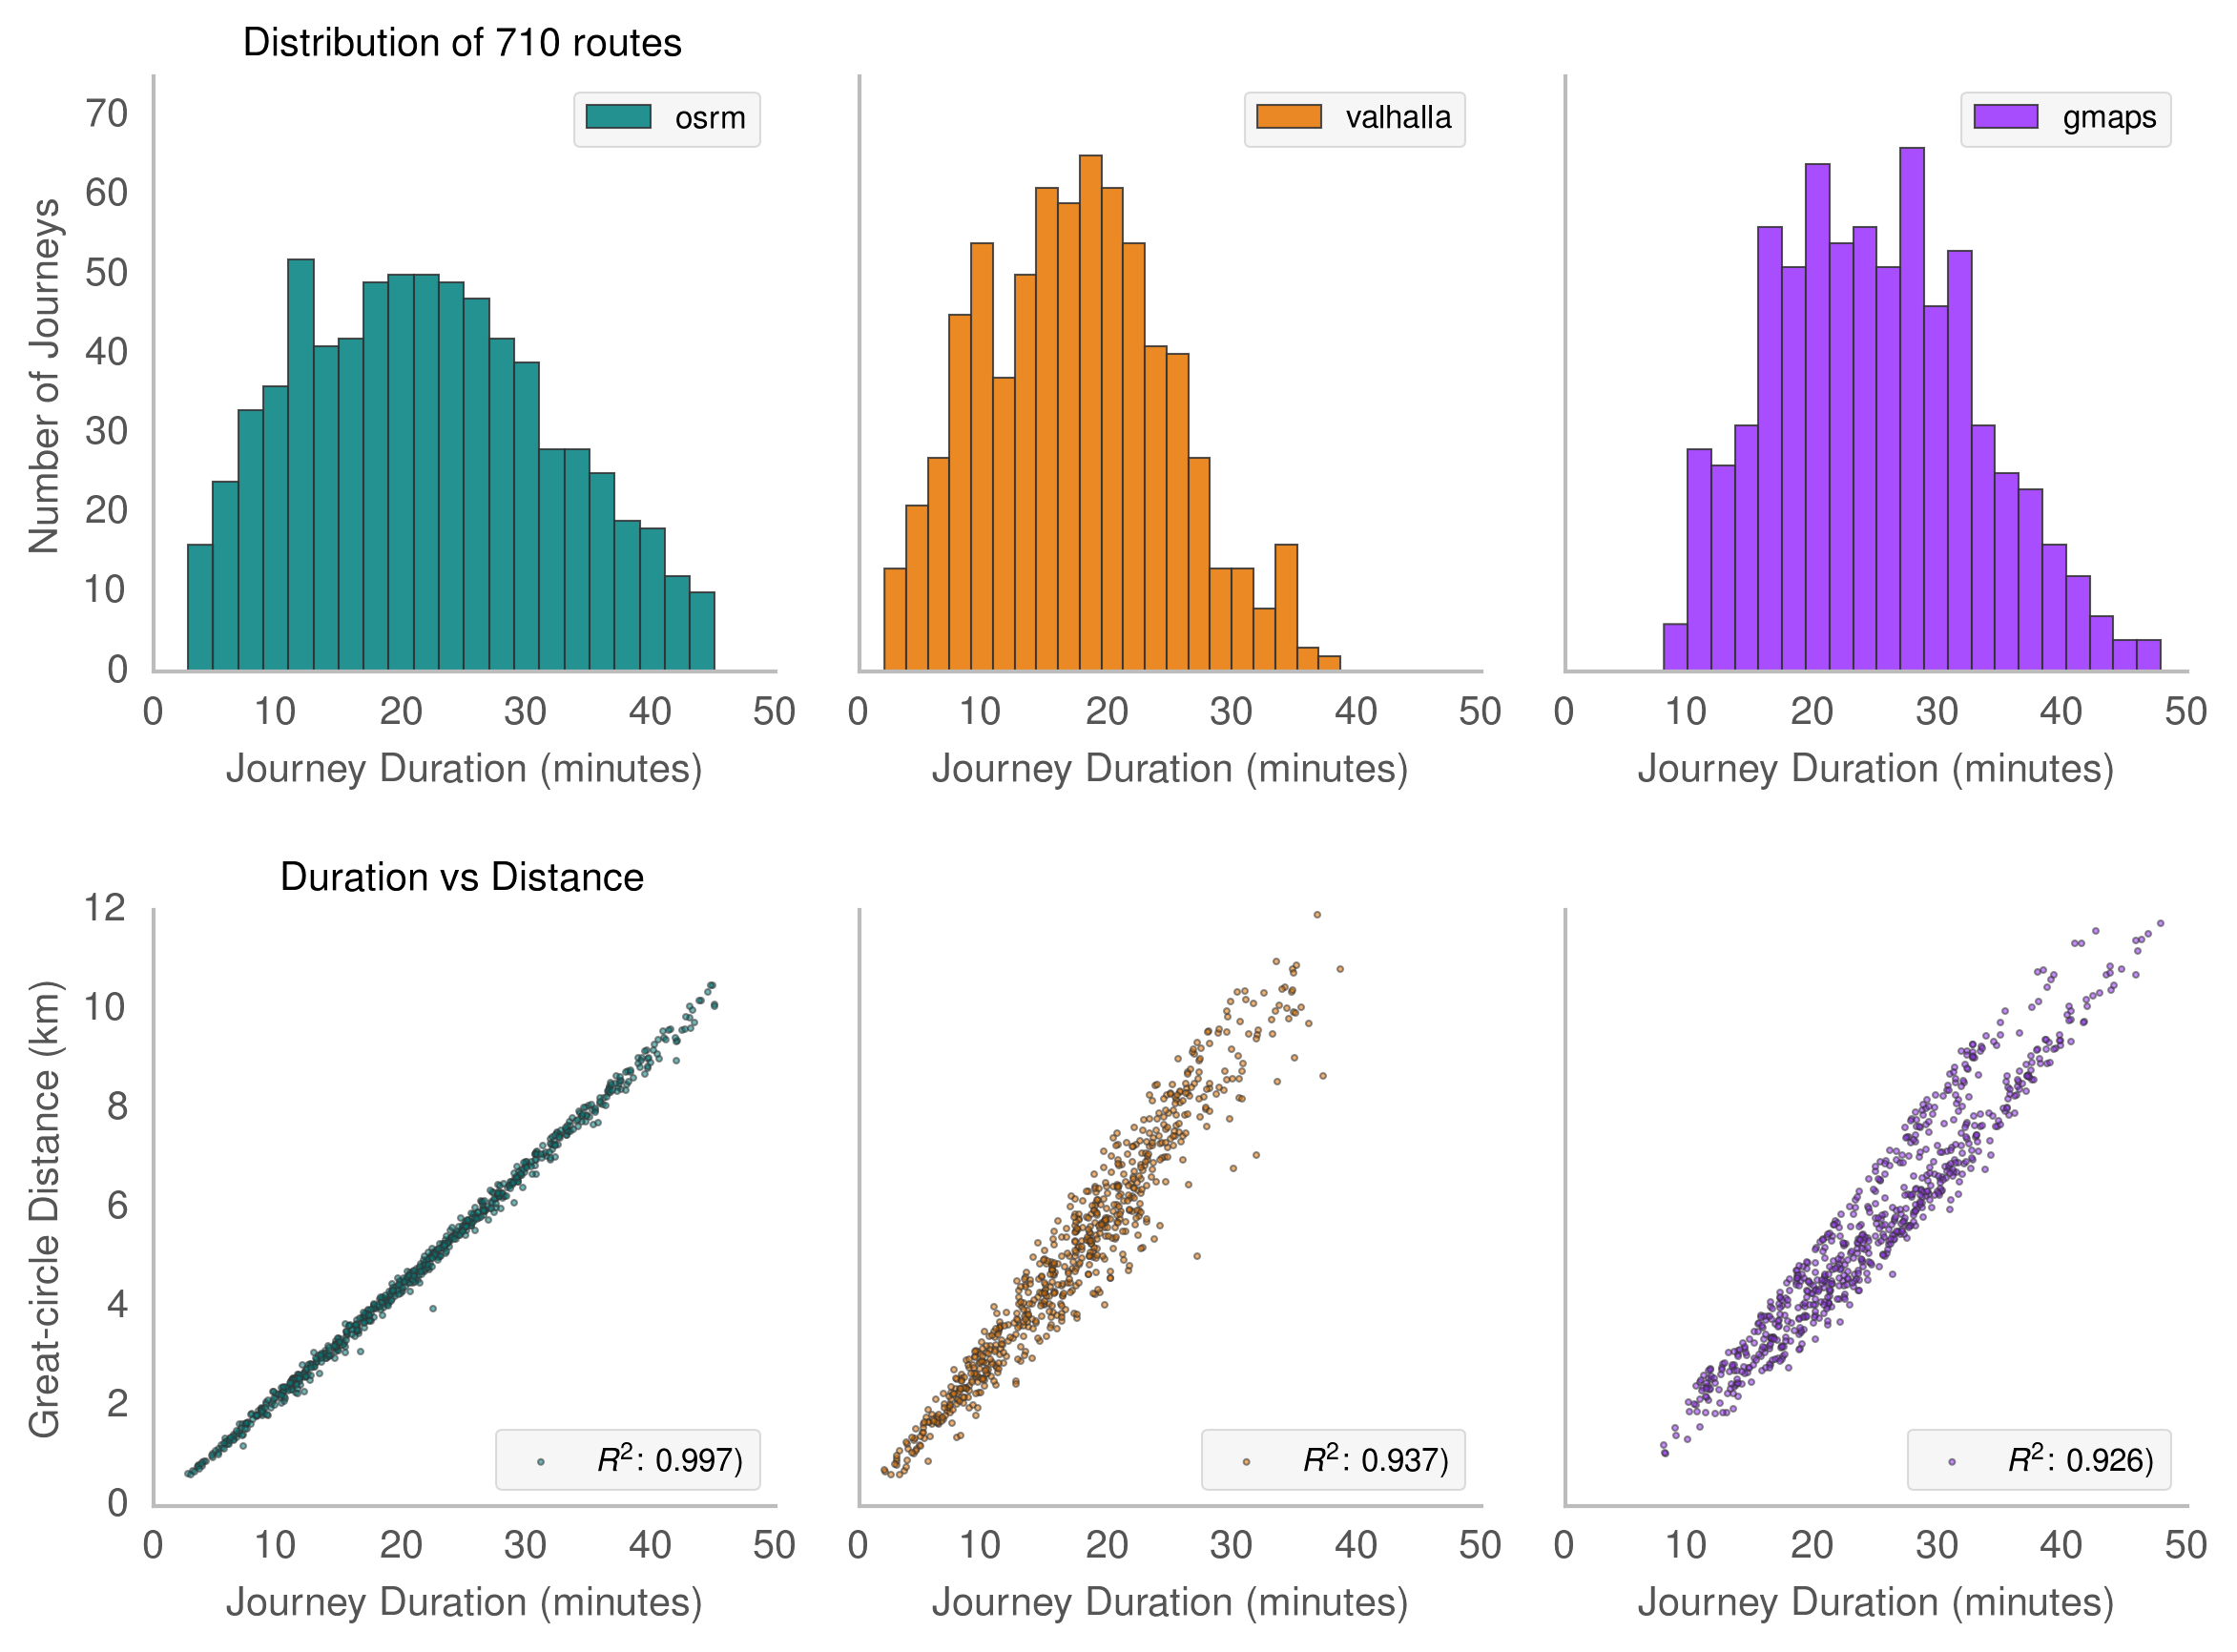 Distribution of 710 routes
osrm
valhalla
gmaps
Number of Journeys
70
60
50
40
30
20
10
0
0 10 20 30 40 50
0 10 20 30 40 50
0 10 20 30 40 50
Journey Duration (minutes)
Journey Duration (minutes)
Journey Duration (minutes)
Duration vs Distance
Great-circle Distance (km)
12
10
8
6
4
2
0
R²: 0.997)
R²: 0.937)
R²: 0.926)
0 10 20 30 40 50
0 10 20 30 40 50
0 10 20 30 40 50
Journey Duration (minutes)
Journey Duration (minutes)
Journey Duration (minutes)